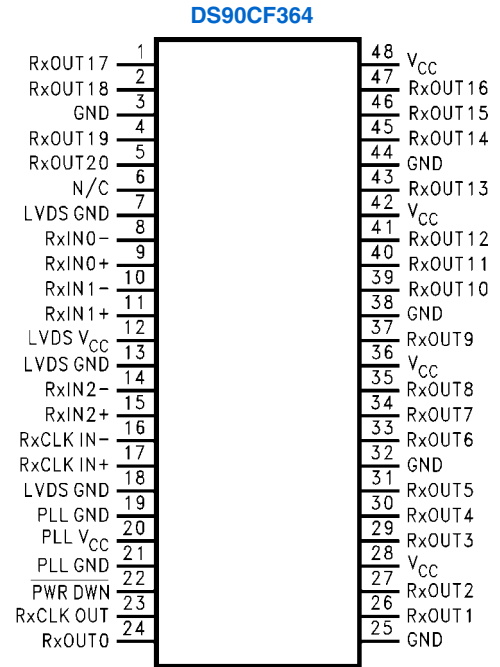 DS90CF364
RxOUT17 1
RxOUT18 2
GND 3
RxOUT19 4
RxOUT20 5
N/C 6
LVDS GND 7
RxIN0- 8
RxIN0+ 9
RxIN1- 10
RxIN1+ 11
LVDS VCC 12
LVDS GND 13
RxIN2- 14
RxIN2+ 15
RxCLK IN- 16
RxCLK IN+ 17
LVDS GND 18
PLL GND 19
PLL VCC 20
PLL GND 21
PWR DWN 22
RxCLK OUT 23
RxOUT0 24
48 VCC
47 RxOUT16
46 RxOUT15
45 RxOUT14
44 GND
43 RxOUT13
42 VCC
41 RxOUT12
40 RxOUT11
39 RxOUT10
38 GND
37 RxOUT9
36 VCC
35 RxOUT8
34 RxOUT7
33 RxOUT6
32 GND
31 RxOUT5
30 RxOUT4
29 RxOUT3
28 VCC
27 RxOUT2
26 RxOUT1
25 GND